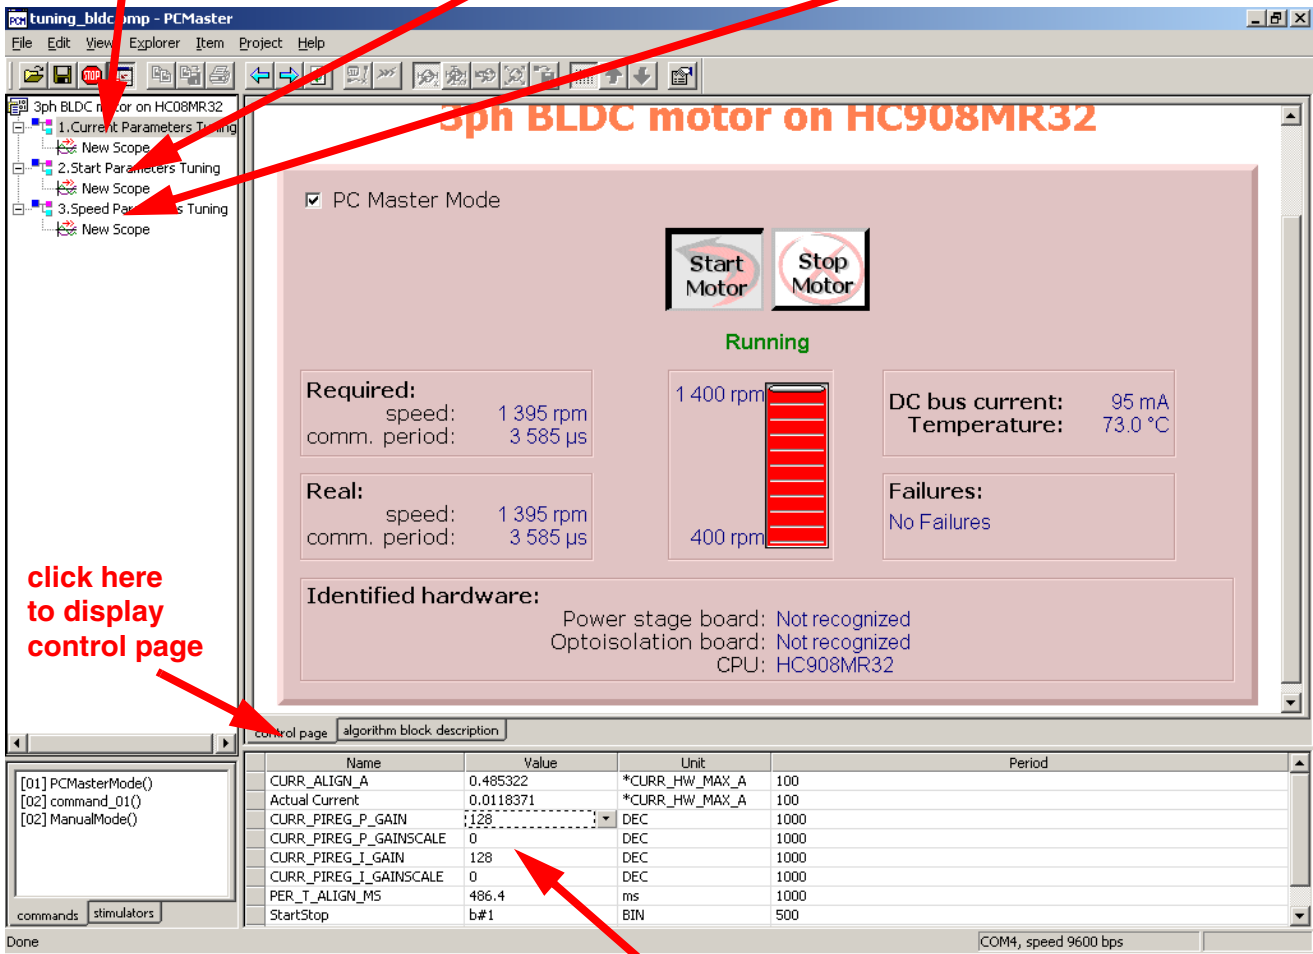 tuning_bldc.pmp - PCMaster
File Edit View Explorer Item Project Help
3ph BLDC motor on HC08MR32
1.Current Parameters Tuning
New Scope
2.Start Parameters Tuning
New Scope
3.Speed Parameters Tuning
New Scope
3ph BLDC motor on HC908MR32
PC Master Mode
Start Motor
Stop Motor
Running
Required:
speed: 1 395 rpm
comm. period: 3 585 µs
1 400 rpm
400 rpm
DC bus current: 95 mA
Temperature: 73.0 °C
Real:
speed: 1 395 rpm
comm. period: 3 585 µs
Failures:
No Failures
Identified hardware:
Power stage board: Not recognized
Optoisolation board: Not recognized
CPU: HC908MR32
click here
to display
control page
control page algorithm block description
[01] PCMasterMode()
[02] command_01()
[02] ManualMode()
commands stimulators
Name Value Unit Period
CURR_ALIGN_A 0.485322 *CURR_HW_MAX_A 100
Actual Current 0.0118371 *CURR_HW_MAX_A 100
CURR_PIREG_P_GAIN 128 DEC 1000
CURR_PIREG_P_GAINSCALE 0 DEC 1000
CURR_PIREG_I_GAIN 128 DEC 1000
CURR_PIREG_I_GAINSCALE 0 DEC 1000
PER_T_ALIGN_MS 486.4 ms 1000
StartStop b#1 BIN 500
Done
COM4, speed 9600 bps